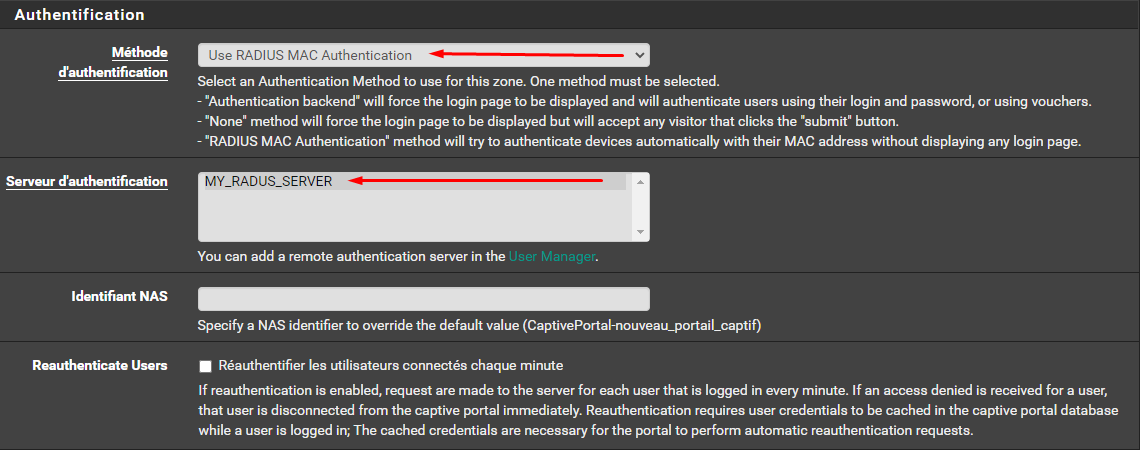 Authentification
Méthode
d'authentification
Use RADIUS MAC Authentication
Select an Authentication Method to use for this zone. One method must be selected.
- "Authentication backend" will force the login page to be displayed and will authenticate users using their login and password, or using vouchers.
- "None" method will force the login page to be displayed but will accept any visitor that clicks the "submit" button.
- "RADIUS MAC Authentication" method will try to authenticate devices automatically with their MAC address without displaying any login page.
Serveur d'authentification
MY_RADUS_SERVER
You can add a remote authentication server in the User Manager.
Identifiant NAS
Specify a NAS identifier to override the default value (CaptivePortal-nouveau_portail_captif)
Reauthenticate Users
Réauthentifier les utilisateurs connectés chaque minute
If reauthentication is enabled, request are made to the server for each user that is logged in every minute. If an access denied is received for a user,
that user is disconnected from the captive portal immediately. Reauthentication requires user credentials to be cached in the captive portal database
while a user is logged in; The cached credentials are necessary for the portal to perform automatic reauthentication requests.